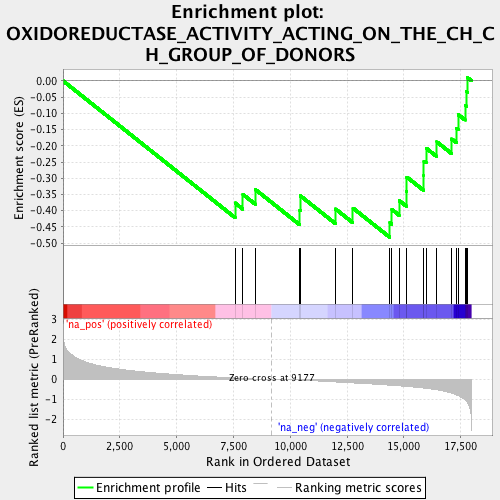 Enrichment plot:
OXIDOREDUCTASE_ACTIVITY_ACTING_ON_THE_CH_C
H_GROUP_OF_DONORS
Enrichment score (ES)
0.00
-0.05
-0.10
-0.15
-0.20
-0.25
-0.30
-0.35
-0.40
-0.45
-0.50
'na_pos' (positively correlated)
Ranked list metric (PreRanked)
3
2
1
0
-1
-2
Zero cross at 9177
'na_neg' (negatively correlated)
0
2,500
5,000
7,500
10,000
12,500
15,000
17,500
Rank in Ordered Dataset
Enrichment profile
Hits
Ranking metric scores